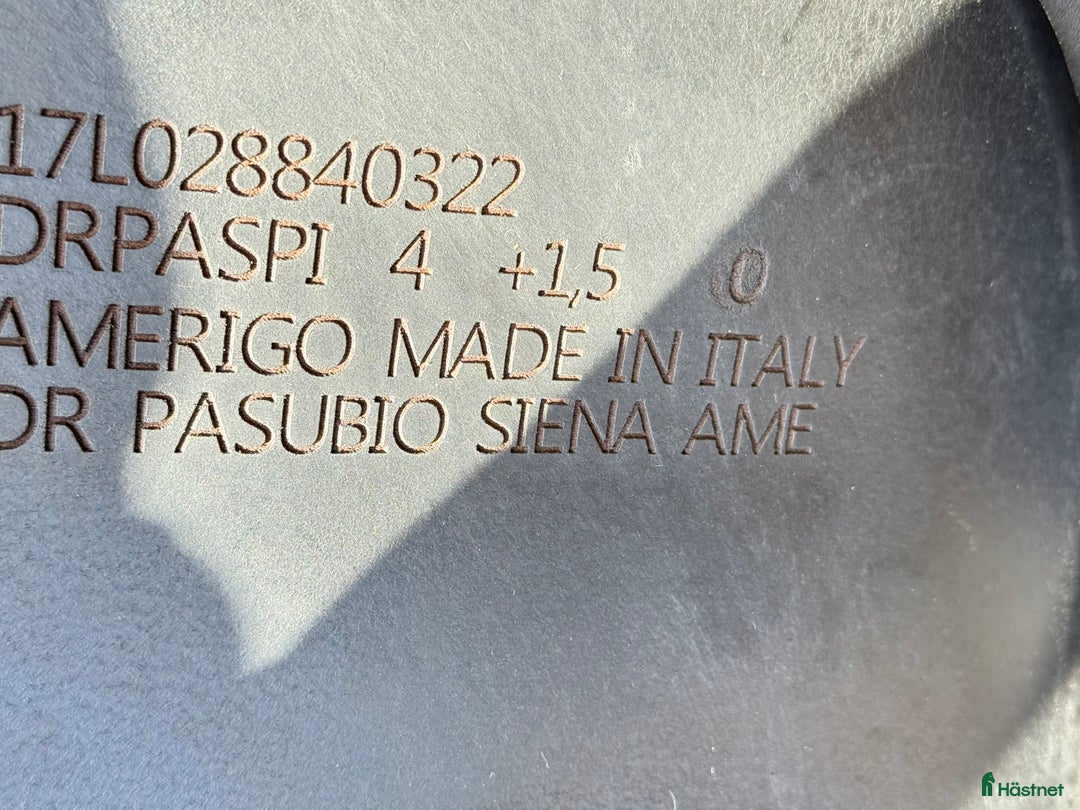 17L028840322
DRPASPI 4 +1,5 0
AMERIGO MADE IN ITALY
DR PASUBIO SIENA AME
Hästnet